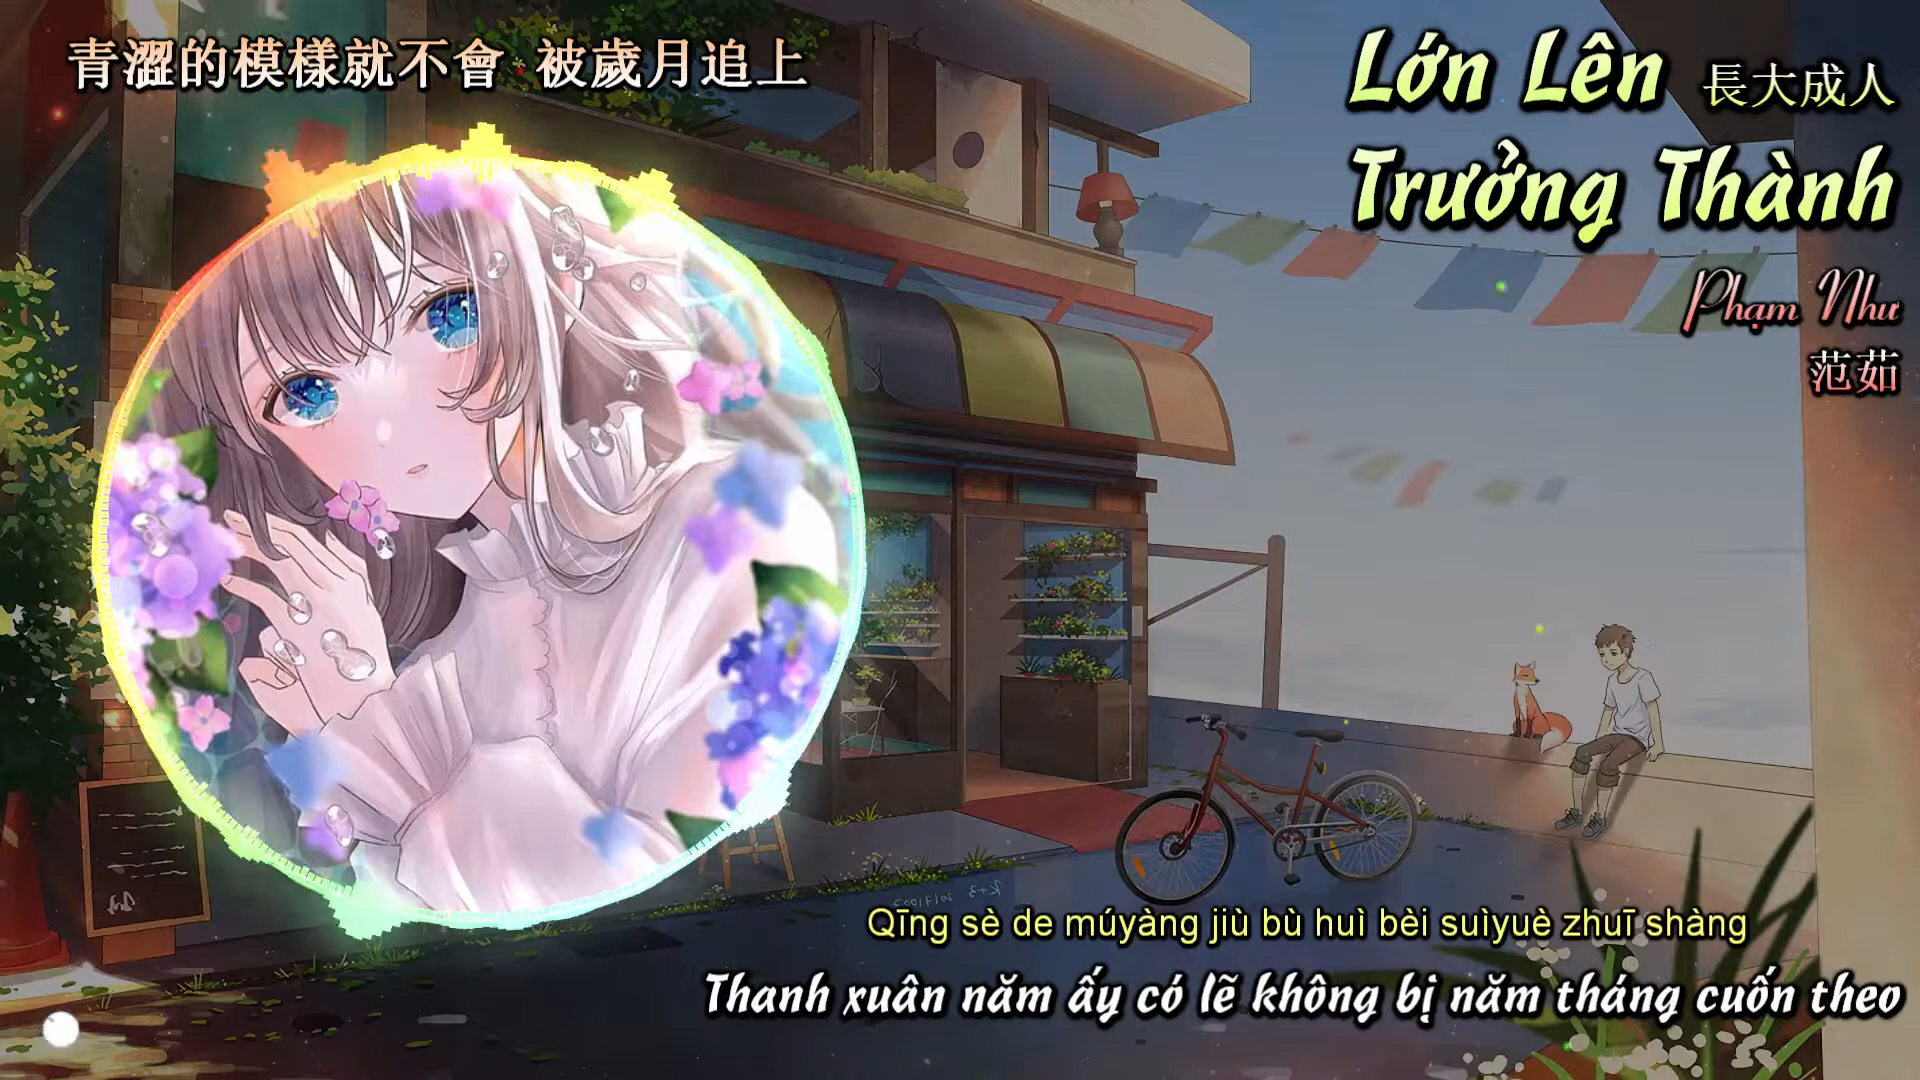 青澀的模樣就不會 被歲月追上
Lớn Lên 長大成人
Trưởng Thành
Phạm Như
范茹
Qīng sè de múyàng jiù bù huì bèi suìyuè zhuī shàng
Thanh xuân năm ấy có lẽ không bị năm tháng cuốn theo